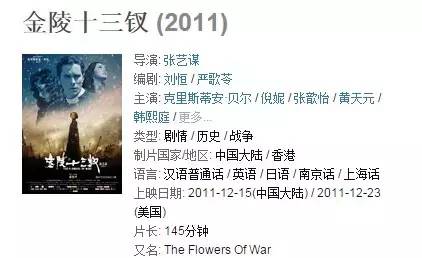 金陵十三钗 (2011)
导演: 张艺谋
编剧: 刘恒 / 严歌苓
主演: 克里斯蒂安·贝尔 / 倪妮 / 张歆怡 / 黄天元 /
韩熙庭 / 更多...
类型: 剧情 / 历史 / 战争
制片国家/地区: 中国大陆 / 香港
语言: 汉语普通话 / 英语 / 日语 / 南京话 / 上海话
上映日期: 2011-12-15(中国大陆) / 2011-12-23
(美国)
片长: 145分钟
又名: The Flowers Of War
金陵十三钗
THE FLOWERS OF WAR